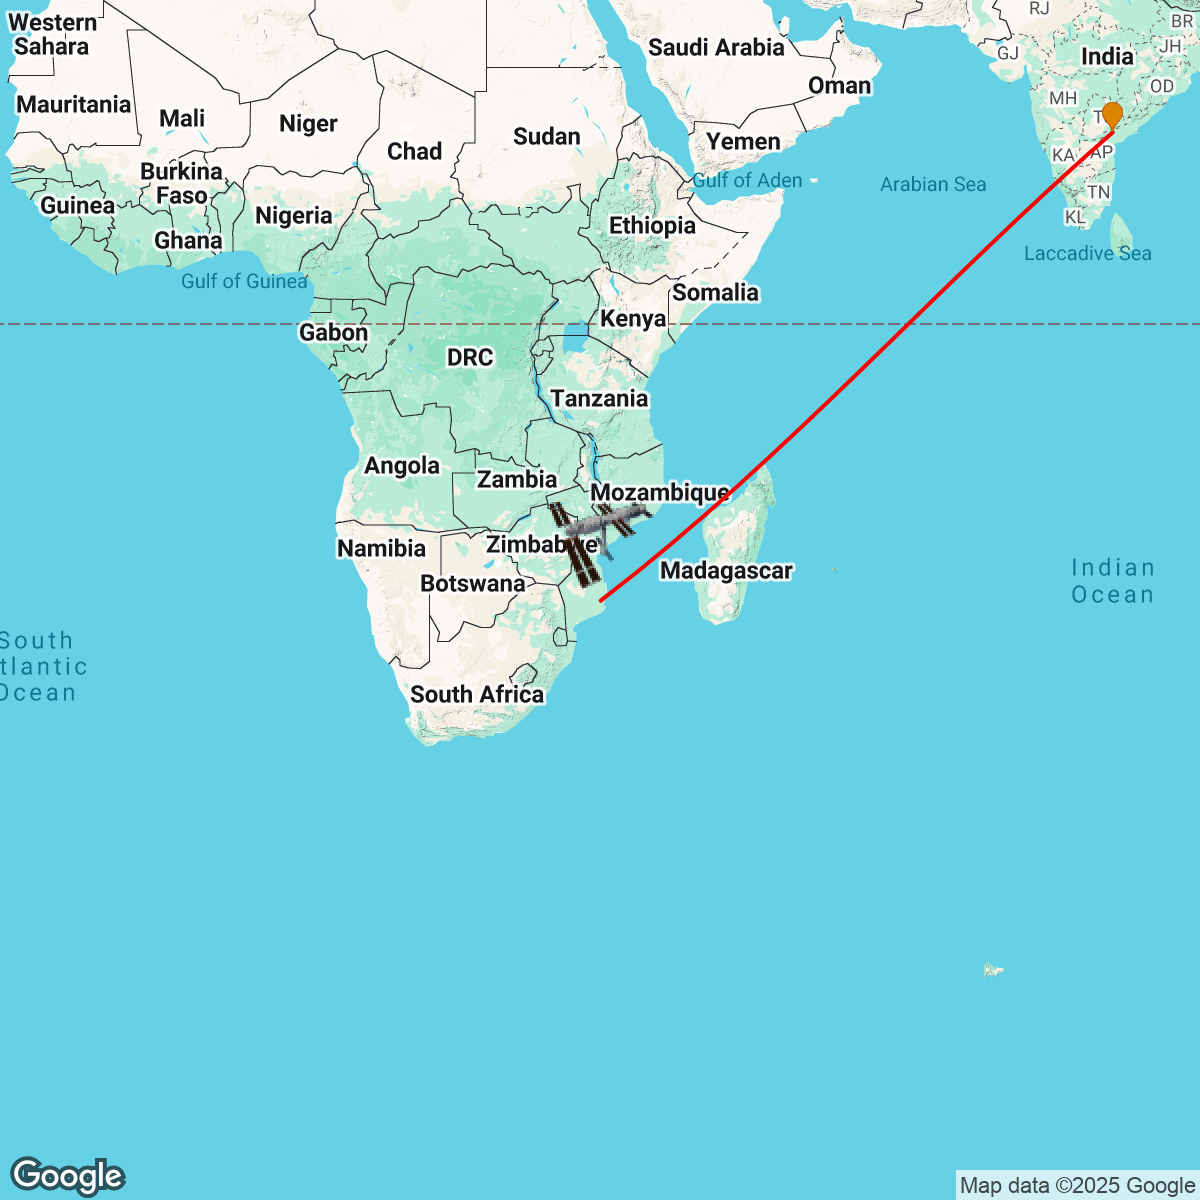 Western
Sahara
RJ
BR
Saudi Arabia
GJ
India
JH
Oman
OD
Mauritania
MH
Mali
Niger
Sudan
Yemen
Chad
KA
AP
Burkina
Faso
Gulf of Aden
Arabian Sea
TN
Guinea
Nigeria
KL
Ethiopia
Ghana
Laccadive Sea
Gulf of Guinea
Somalia
Kenya
Gabon
DRC
Tanzania
Angola
Zambia
Mozambique
Zimbabwe
Namibia
Madagascar
Indian
Ocean
Botswana
South
tlantic
Ocean
South Africa
Google
Map data ©2025 Google